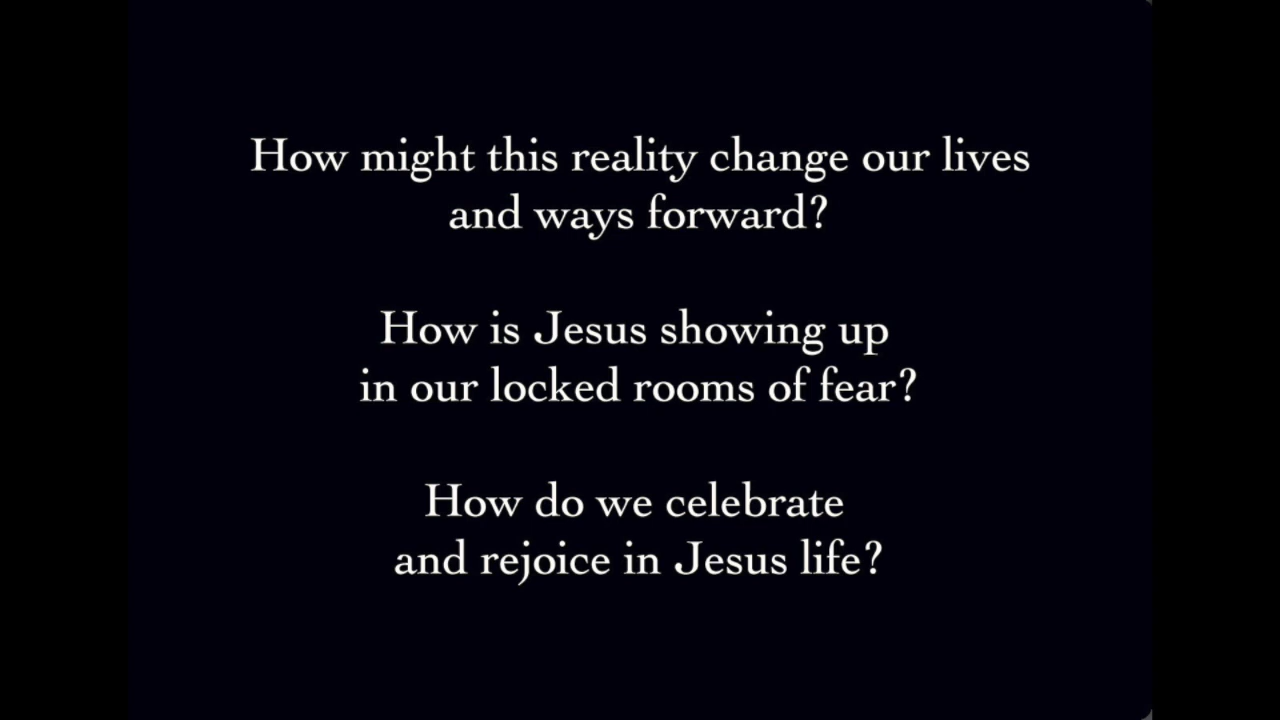 How might this reality change our lives
and ways forward?
How is Jesus showing up
in our locked rooms of fear?
How do we celebrate
and rejoice in Jesus life?